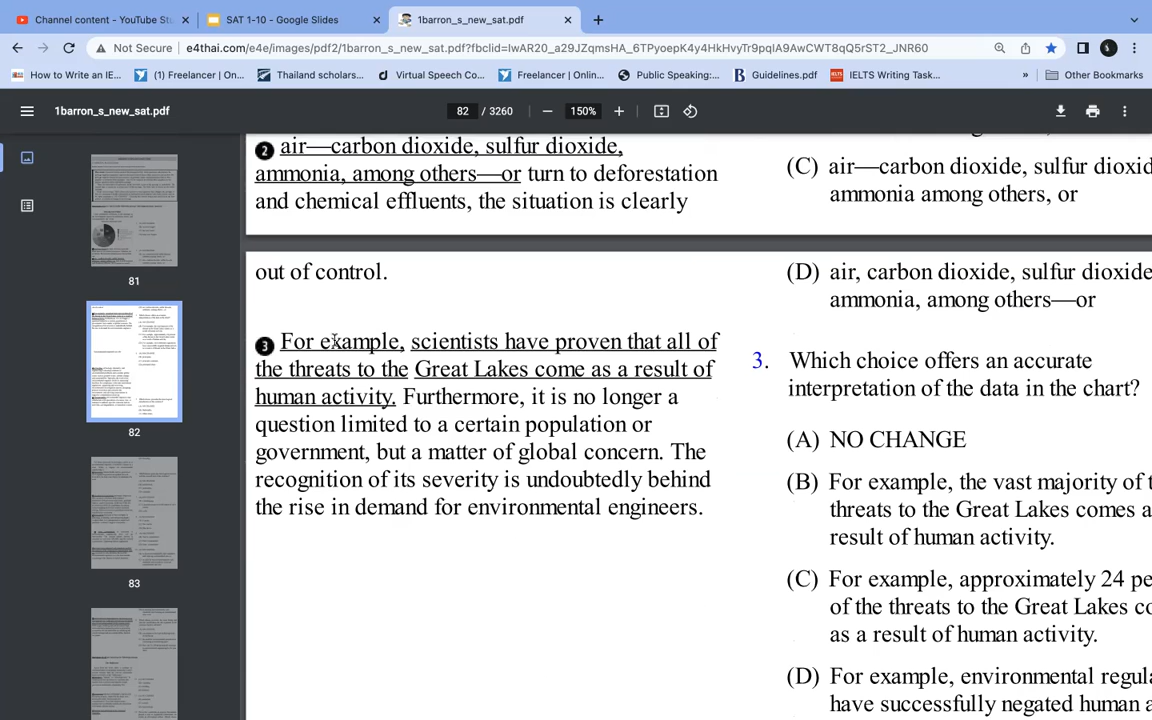 Channel content - YouTube Stu
SAT 1-10 - Google Slides
1barron_s_new_sat.pdf
Not Secure
e4thai.com/e4e/images/pdf2/1barron_s_new_sat.pdf?fbclid=IwAR20_a29JZqmsHA_6TPyoepK4y4HkHvyTr9pqIA9AwCWT8qQ5rST2_JNR60
How to Write an IE...
(1) Freelancer | On...
Thailand scholars...
Virtual Speech Co...
Freelancer | Onlin...
Public Speaking:...
Guidelines.pdf
IELTS Writing Task...
»
Other Bookmarks
1barron_s_new_sat.pdf
82 / 3260
150%
81
82
83
2 air—carbon dioxide, sulfur dioxide,
ammonia, among others—or turn to deforestation
and chemical effluents, the situation is clearly
out of control.
3 For example, scientists have proven that all of
the threats to the Great Lakes come as a result of
human activity. Furthermore, it is no longer a
question limited to a certain population or
government, but a matter of global concern. The
recognition of its severity is undoubtedly behind
the rise in demand for environmental engineers.
(C) air—carbon dioxide, sulfur dioxid
ammonia among others, or
(D) air, carbon dioxide, sulfur dioxide
ammonia, among others—or
3. Which choice offers an accurate
interpretation of the data in the chart?
(A) NO CHANGE
(B) For example, the vast majority of t
threats to the Great Lakes comes a
result of human activity.
(C) For example, approximately 24 pe
of the threats to the Great Lakes co
as a result of human activity.
(D) For example, environmental regula
have successfully negated human a